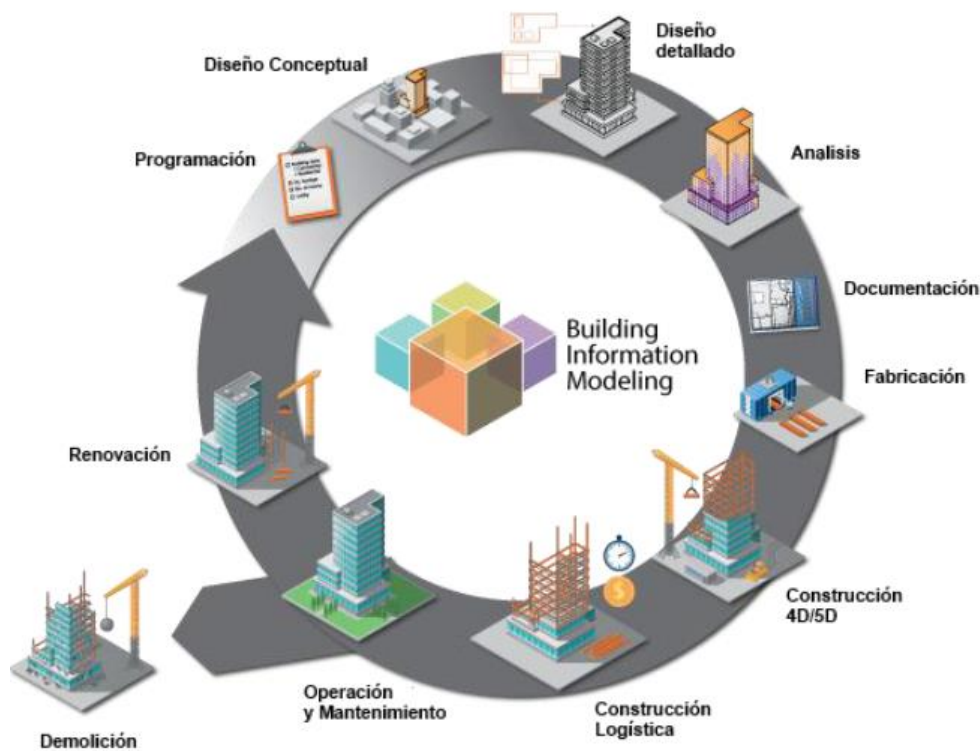 Diseño Conceptual
Diseño
detallado
Programación
Analisis
Documentación
Building
Information
Modeling
Fabricación
Renovación
Construcción
4D/5D
Operación
y Mantenimiento
Construcción
Logística
Demolición